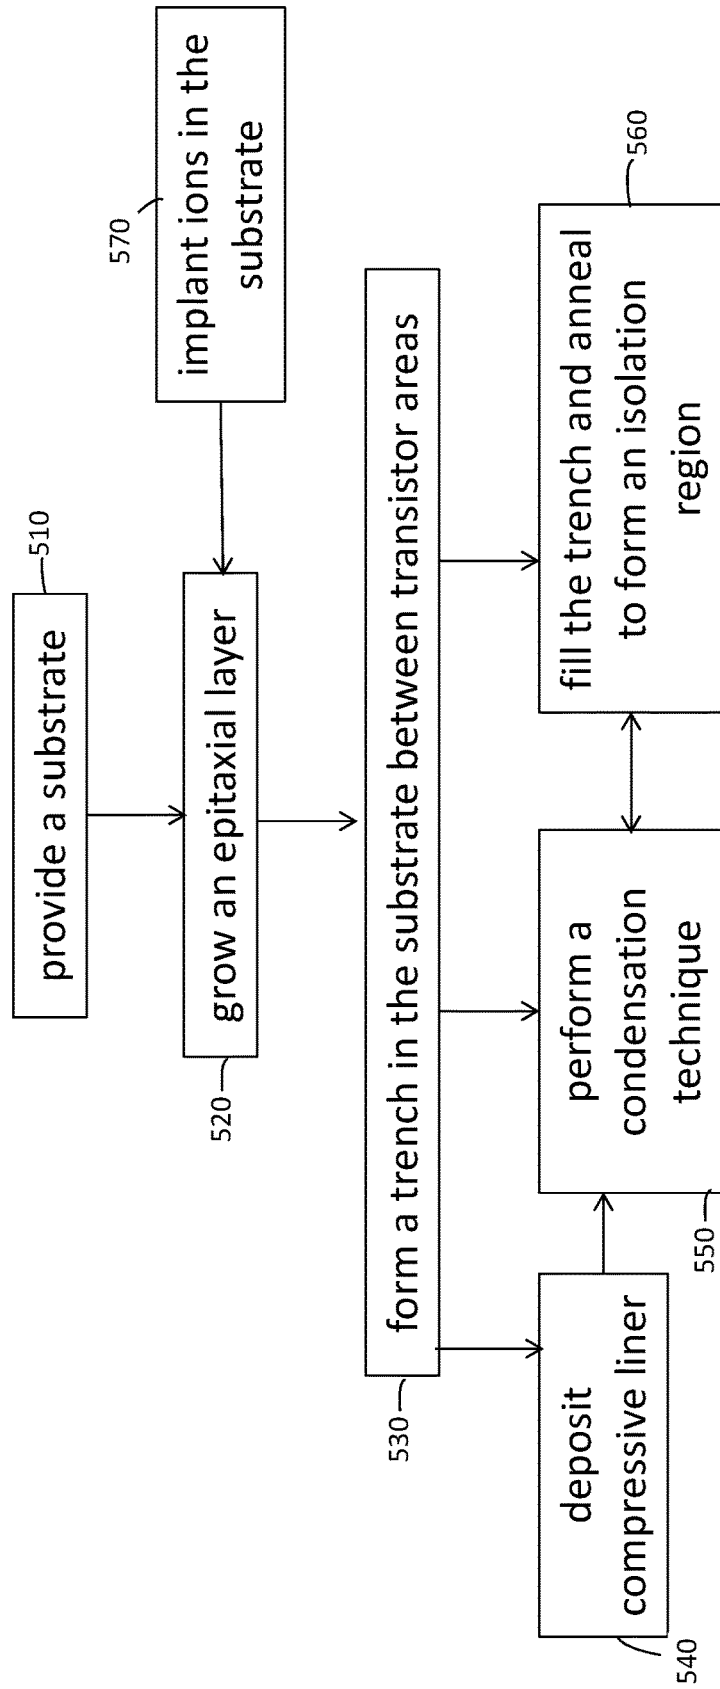 provide a substrate
510
grow an epitaxial layer
520
implant ions in the
substrate
570
form a trench in the substrate between transistor areas
530
deposit
compressive liner
540
perform a
condensation
technique
550
fill the trench and anneal
to form an isolation
region
560